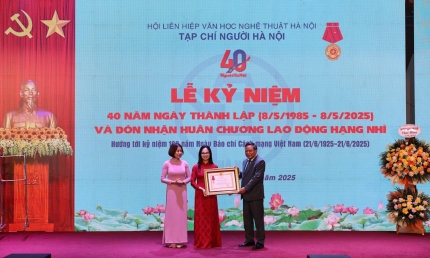 HỘI LIÊN HIỆP VĂN HỌC NGHỆ THUẬT HÀ NỘI
TẠP CHÍ NGƯỜI HÀ NỘI
40
LỄ KỶ NIỆM
40 NĂM NGÀY THÀNH LẬP (8/5/1985 - 8/5/2025)
VÀ ĐÓN NHẬN HUÂN CHƯƠNG LAO ĐỘNG HẠNG NHÌ
Hướng tới kỷ niệm 100 năm Ngày Báo chí Cách mạng Việt Nam (21/6/1925-21/6/2025)
2025